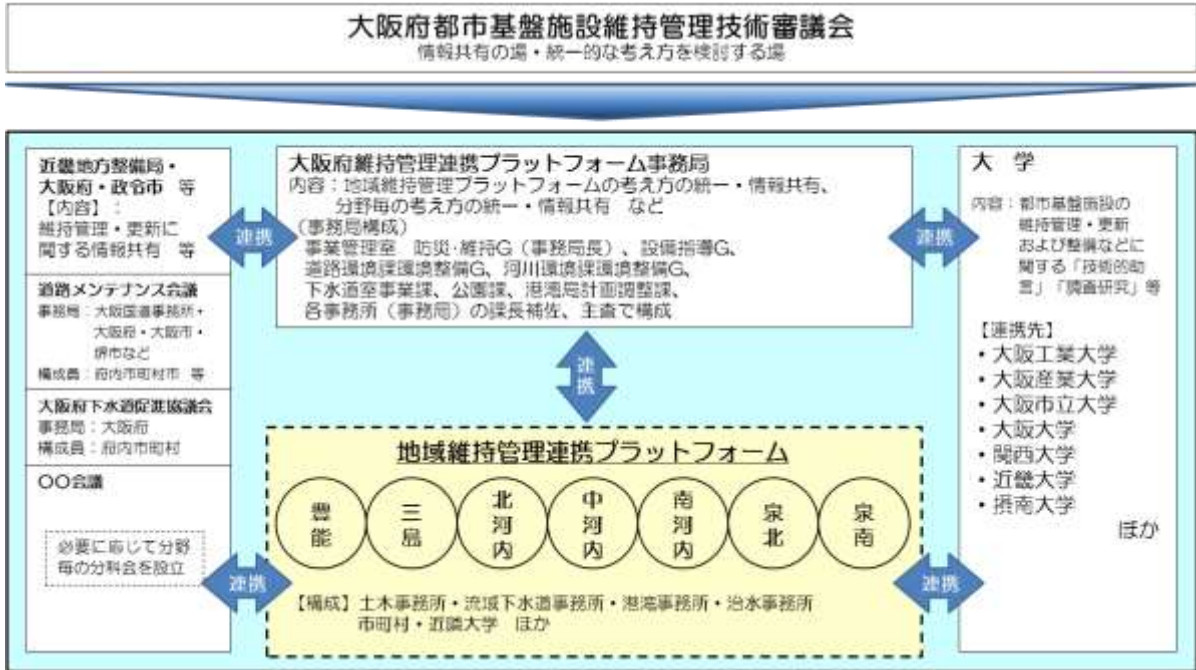 大阪府都市基盤施設維持管理技術審議会
情報共有の場・統一的な考え方を検討する場
近畿地方整備局・
大阪府・政令市 等
【内容】:
維持管理・更新に
関する情報共有 等
道路メンテナンス会議
事務局:大阪国道事務所・
大阪府・大阪市・
堺市など
構成員:府内市町村市 等
大阪府下水道促進協議会
事務局:大阪府
構成員:府内市町村
〇〇会議
必要に応じて分野
毎の分科会を設立
連携
連携
大阪府維持管理連携プラットフォーム事務局
内容:地域維持管理プラットフォームの考え方の統一・情報共有、
分野毎の考え方の統一・情報共有 など
(事務局構成)
事業管理室 防災・維持G(事務局長)、設備指導G、
道路環境課環境整備G、河川環境課環境整備G、
下水道室事業課、公園課、港湾局計画調整課、
各事務所(事務局)の課長補佐、主査で構成
連携
地域維持管理連携プラットフォーム
豊能
三島
北河内
中河内
南河内
泉北
泉南
【構成】土木事務所・流域下水道事務所・港湾事務所・治水事務所
市町村・近隣大学 ほか
連携
連携
大 学
内容:都市基盤施設の
維持管理・更新
および整備などに
関する「技術的助
言」「調査研究」等
【連携先】
・大阪工業大学
・大阪産業大学
・大阪市立大学
・大阪大学
・関西大学
・近畿大学
・摂南大学
ほか